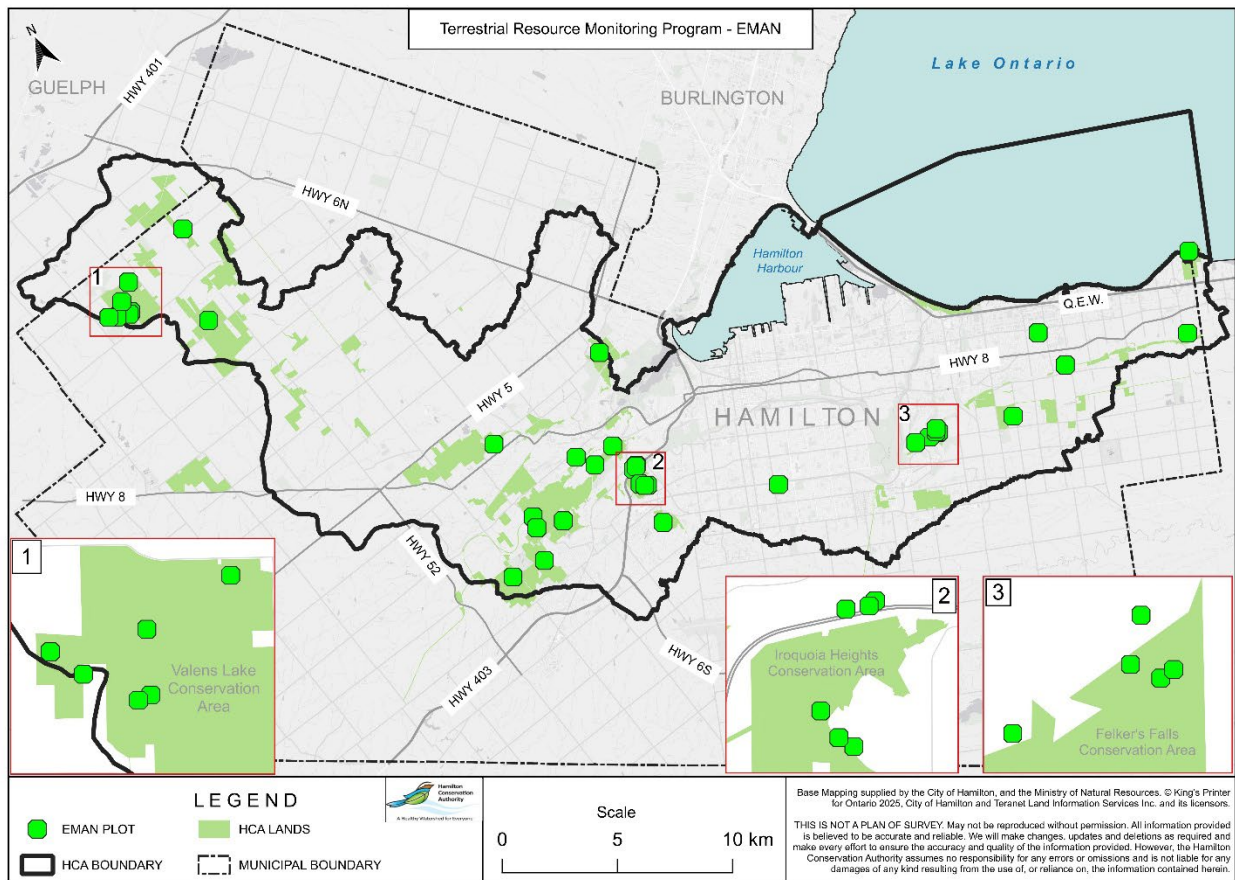 Terrestrial Resource Monitoring Program - EMAN
N
GUELPH
HWY 401
BURLINGTON
Lake Ontario
HWY 6N
Hamilton
Harbour
1
Q.E.W.
HWY 5
HWY 8
HAMILTON
3
2
HWY 8
HWY 52
HWY 403
HWY 6S
1
Valens Lake
Conservation
Area
2
Iroquoia Heights
Conservation Area
3
Felker's Falls
Conservation Area
LEGEND
EMAN PLOT
HCA LANDS
HCA BOUNDARY
MUNICIPAL BOUNDARY
Hamilton
Conservation
Authority
A Healthy Watershed for Everyone
Scale
0 5 10 km
Base Mapping supplied by the City of Hamilton, and the Ministry of Natural Resources. © King's Printer
for Ontario 2025, City of Hamilton and Teranet Land Information Services Inc. and its licensors.
THIS IS NOT A PLAN OF SURVEY. May not be reproduced without permission. All information provided
is believed to be accurate and reliable. We will make changes, updates and deletions as required and
make every effort to ensure the accuracy and quality of the information provided. However, the Hamilton
Conservation Authority assumes no responsibility for any errors or omissions and is not liable for any
damages of any kind resulting from the use of, or reliance on, the information contained herein.